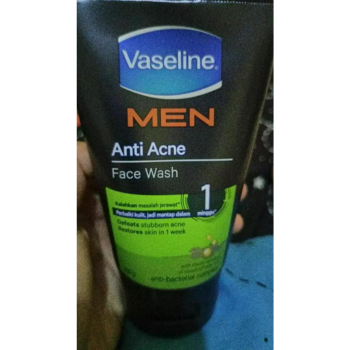 Vaseline
MEN
Anti Acne
Face Wash
Kalahkan masalah jerawat*
Perbaiki kulit, jadi mantap dalam
1
minggu*
Defeats stubborn acne
Restores skin in 1 week
anti-bacterial